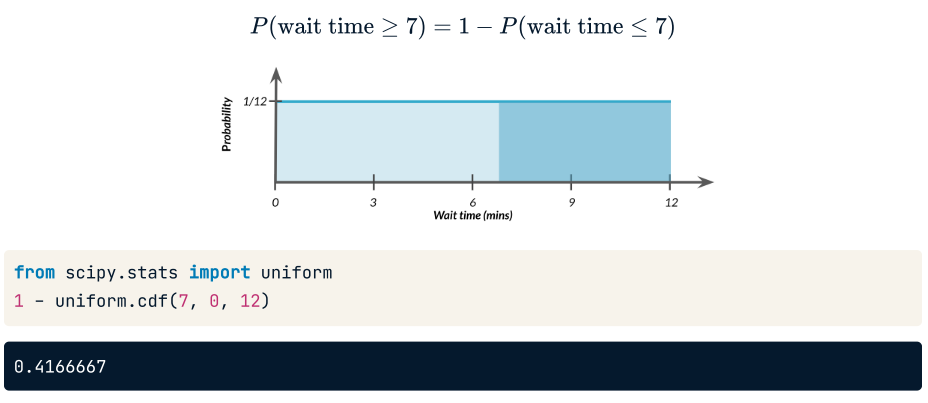 P(wait time ≥ 7) = 1 − P(wait time ≤ 7)
Probability
1/12
0 3 6 9 12
Wait time (mins)
from scipy.stats import uniform
1 - uniform.cdf(7, 0, 12)
0.4166667